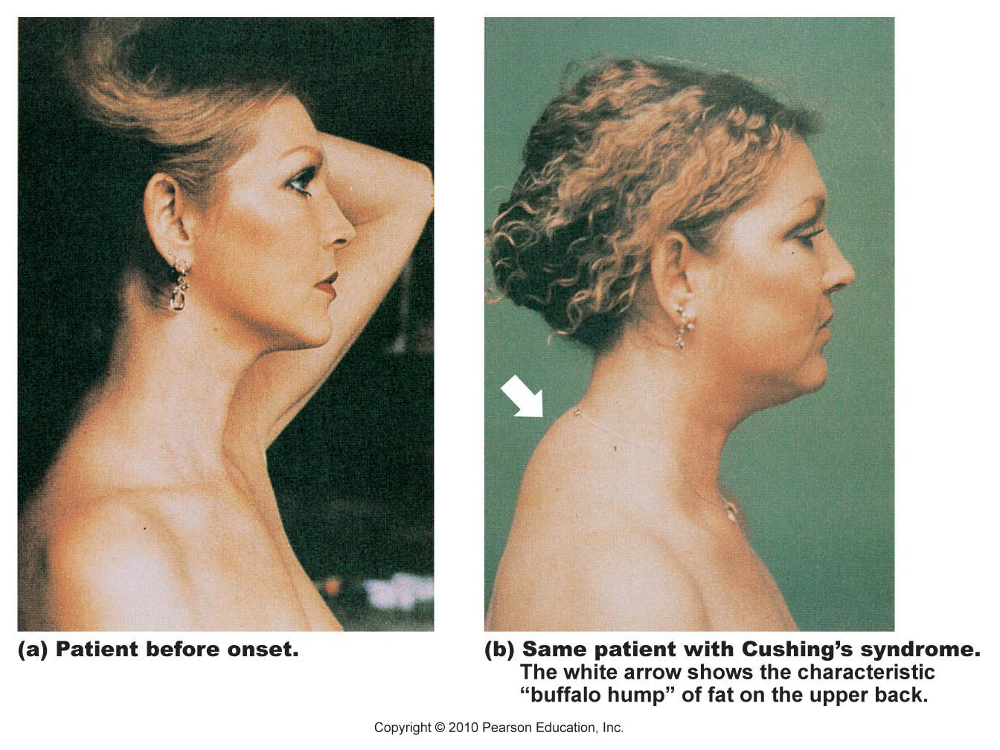 (a) Patient before onset.
(b) Same patient with Cushing’s syndrome.
The white arrow shows the characteristic
“buffalo hump” of fat on the upper back.
Copyright © 2010 Pearson Education, Inc.